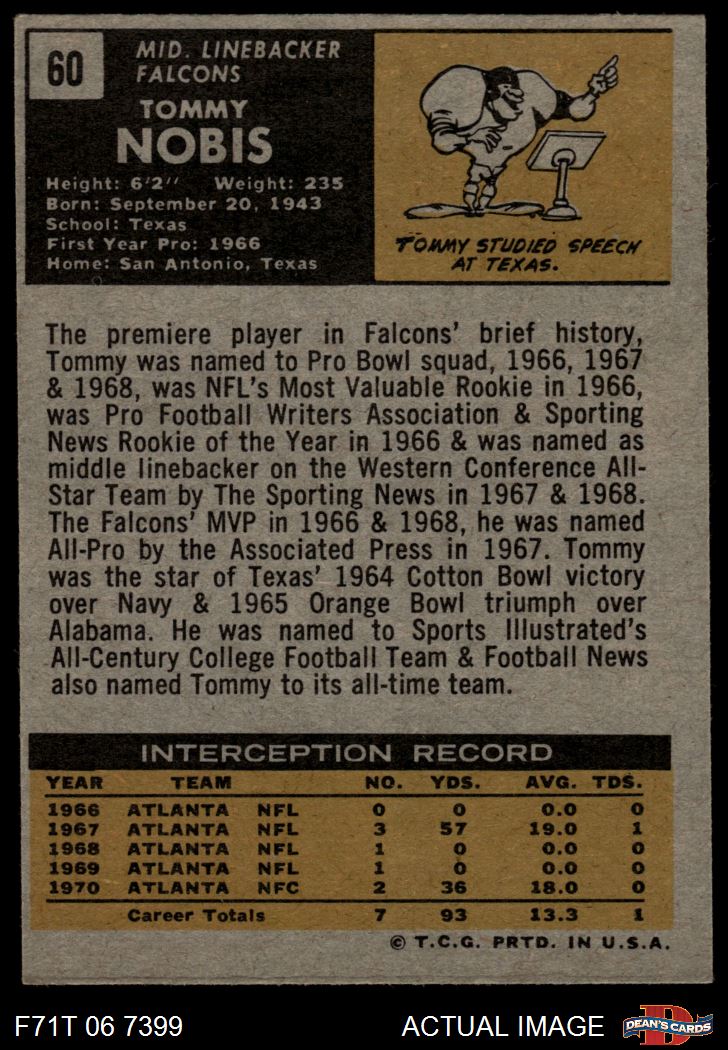 60
MID. LINEBACKER
FALCONS
TOMMY
NOBIS
Height: 6'2" Weight: 235
Born: September 20, 1943
School: Texas
First Year Pro: 1966
Home: San Antonio, Texas
TOMMY STUDIED SPEECH
AT TEXAS.
The premiere player in Falcons' brief history,
Tommy was named to Pro Bowl squad, 1966, 1967
& 1968, was NFL's Most Valuable Rookie in 1966,
was Pro Football Writers Association & Sporting
News Rookie of the Year in 1966 & was named as
middle linebacker on the Western Conference All-
Star Team by The Sporting News in 1967 & 1968.
The Falcons' MVP in 1966 & 1968, he was named
All-Pro by the Associated Press in 1967. Tommy
was the star of Texas' 1964 Cotton Bowl victory
over Navy & 1965 Orange Bowl triumph over
Alabama. He was named to Sports Illustrated's
All-Century College Football Team & Football News
also named Tommy to its all-time team.
INTERCEPTION RECORD
YEAR TEAM NO. YDS. AVG. TDS.
1966 ATLANTA NFL 0 0 0.0 0
1967 ATLANTA NFL 3 57 19.0 1
1968 ATLANTA NFL 1 0 0.0 0
1969 ATLANTA NFL 1 0 0.0 0
1970 ATLANTA NFC 2 36 18.0 0
Career Totals 7 93 13.3 1
© T.C.G. PRTD. IN U.S.A.
F71T 06 7399 ACTUAL IMAGE D DEAN'S CARDS